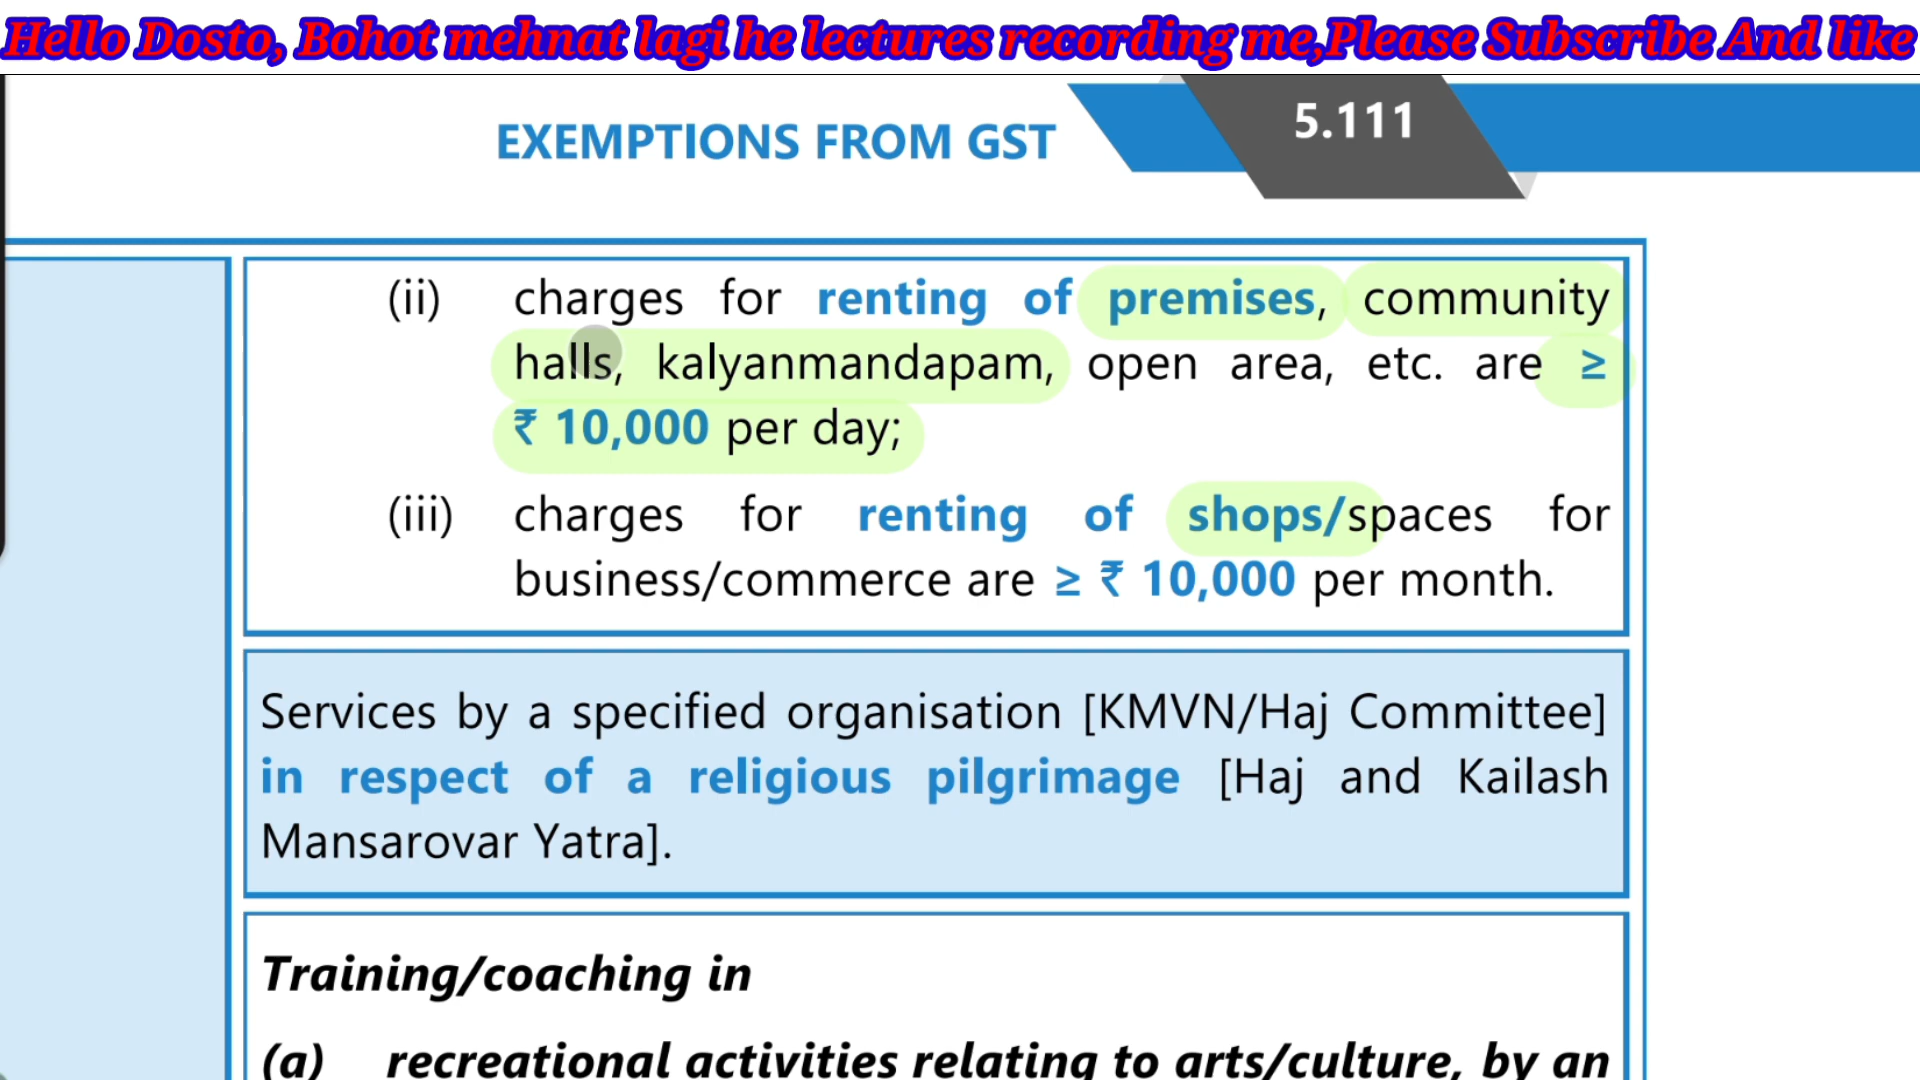 Hello Dosto, Bohot mehnat lagi he lectures recording me,Please Subscribe And like
EXEMPTIONS FROM GST
5.111
(ii) charges for renting of premises, community
halls, kalyanmandapam, open area, etc. are ≥
₹ 10,000 per day;
(iii) charges for renting of shops/spaces for
business/commerce are ≥ ₹ 10,000 per month.
Services by a specified organisation [KMVN/Haj Committee]
in respect of a religious pilgrimage [Haj and Kailash
Mansarovar Yatra].
Training/coaching in
(a) recreational activities relating to arts/culture, by an